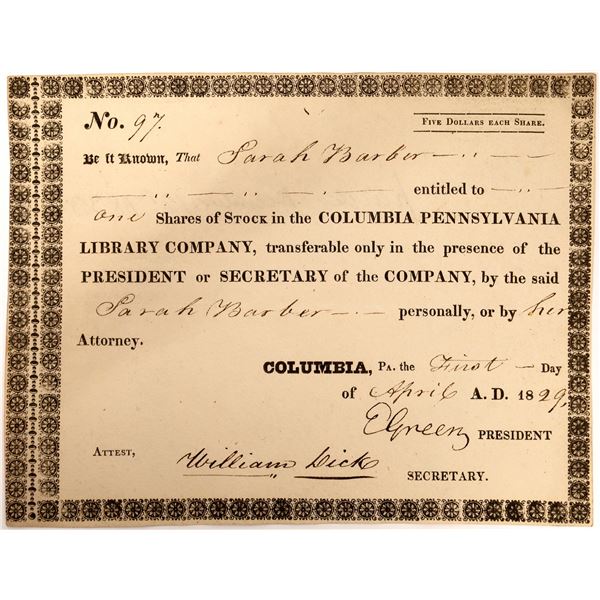 No. 97.
Five Dollars each Share.
Be it Known, That Sarah Barber
entitled to
one Shares of Stock in the COLUMBIA PENNSYLVANIA
LIBRARY COMPANY, transferable only in the presence of the
PRESIDENT or SECRETARY of the COMPANY, by the said
Sarah Barber personally, or by her
Attorney.
COLUMBIA, Pa. the First Day
of April A. D. 1829,
E Green PRESIDENT
Attest,
William Dick
SECRETARY.